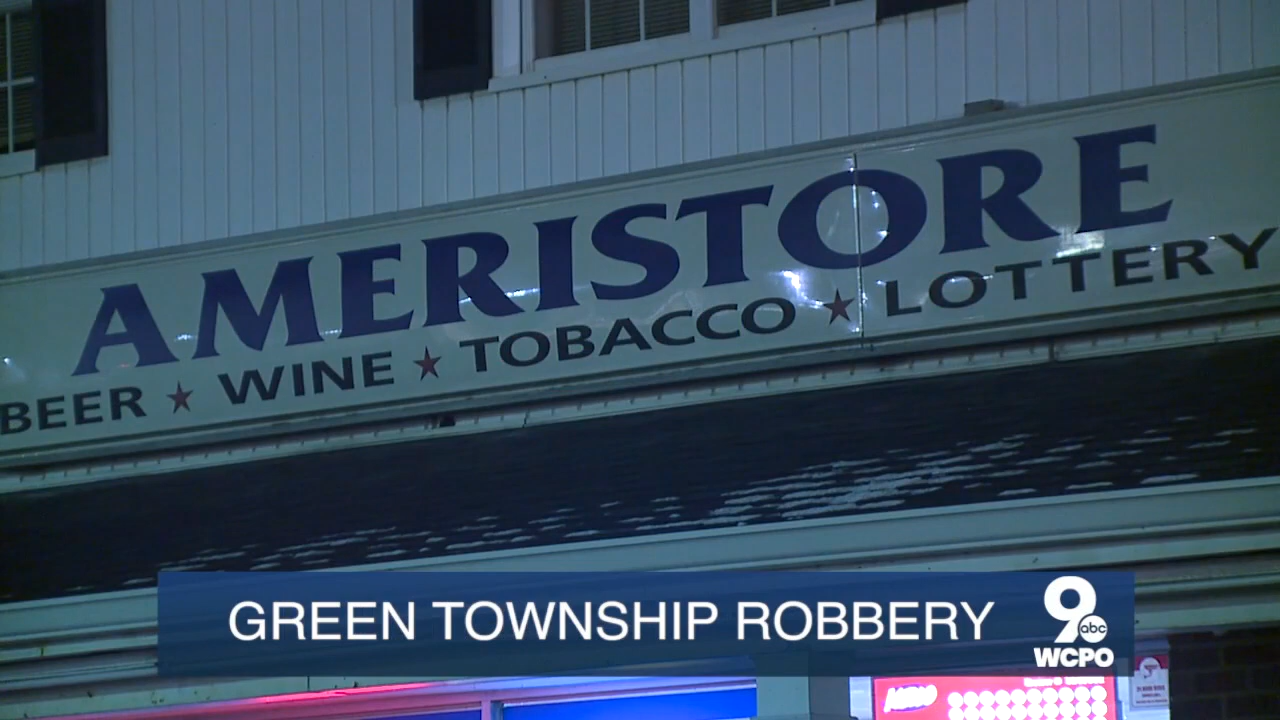 AMERISTORE
BEER ★ WINE ★ TOBACCO ★ LOTTERY
GREEN TOWNSHIP ROBBERY
9
abc
WCPO